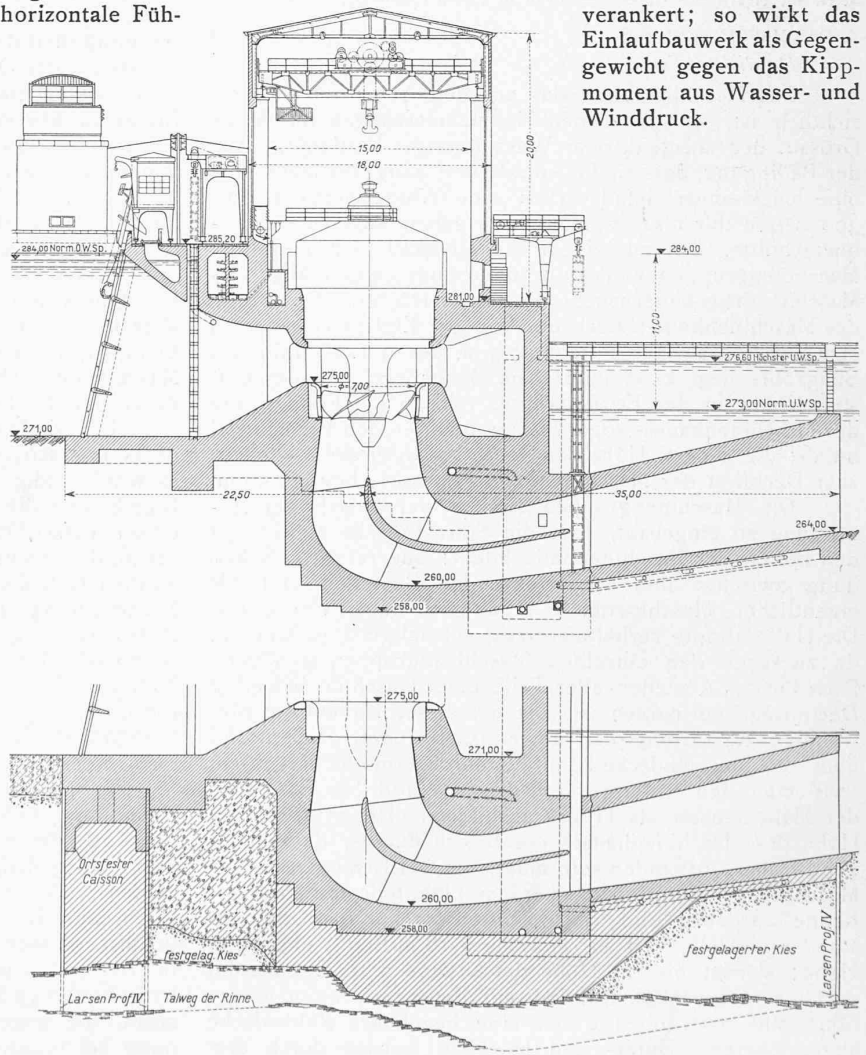 horizontale Füh-
verankert; so wirkt das
Einlaufbauwerk als Gegen-
gewicht gegen das Kipp-
moment aus Wasser- und
Winddruck.
15,00
18,00
20,00
284,00 Norm. O.W.Sp.
285,20
284,00
281,00
11,00
276,60 Höchster U.W.Sp.
275,00
φ=7,00
273,00 Norm. U.W.Sp.
271,00
22,50
35,00
264,00
260,00
258,00
275,00
271,00
Ortsfester
Caisson
260,00
258,00
festgelag. Kies
festgelagerter Kies
Larsen Prof IV
Larsen Prof IV
Talweg der Rinne